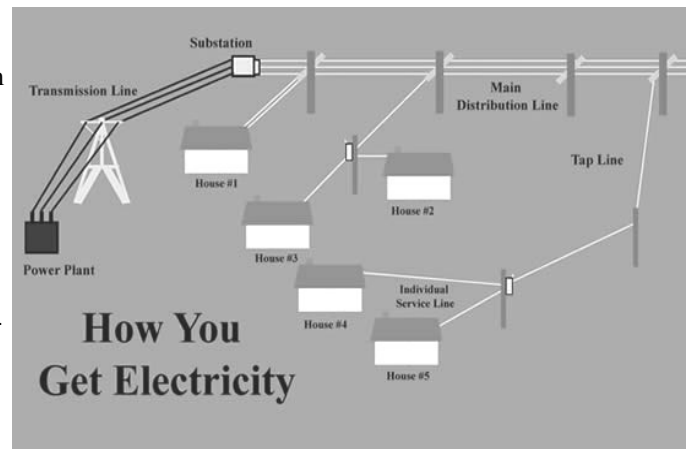 Substation
Transmission Line
Main
Distribution Line
Tap Line
House #1
House #2
House #3
Power Plant
Individual
Service Line
House #4
House #5
How You
Get Electricity